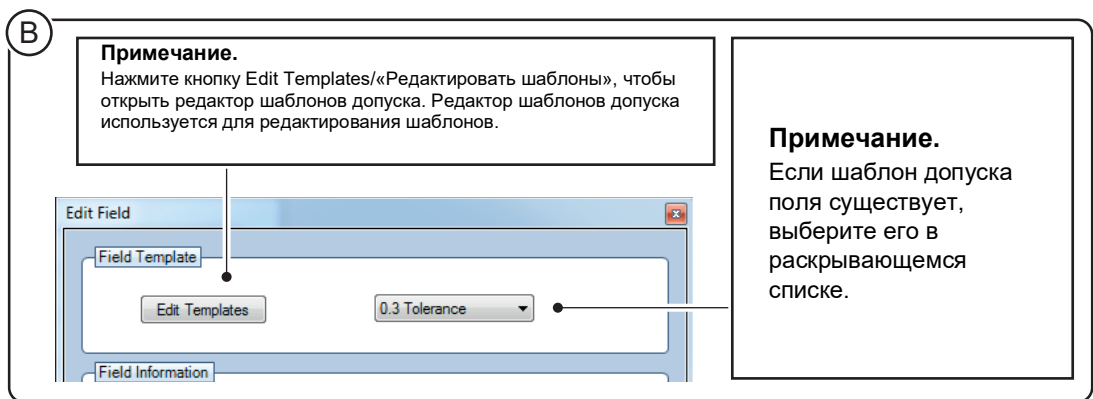 B
Примечание.
Нажмите кнопку Edit Templates/«Редактировать шаблоны», чтобы
открыть редактор шаблонов допуска. Редактор шаблонов допуска
используется для редактирования шаблонов.
Примечание.
Если шаблон допуска
поля существует,
выберите его в
раскрывающемся
списке.
Edit Field
Field Template
Edit Templates
0.3 Tolerance
Field Information